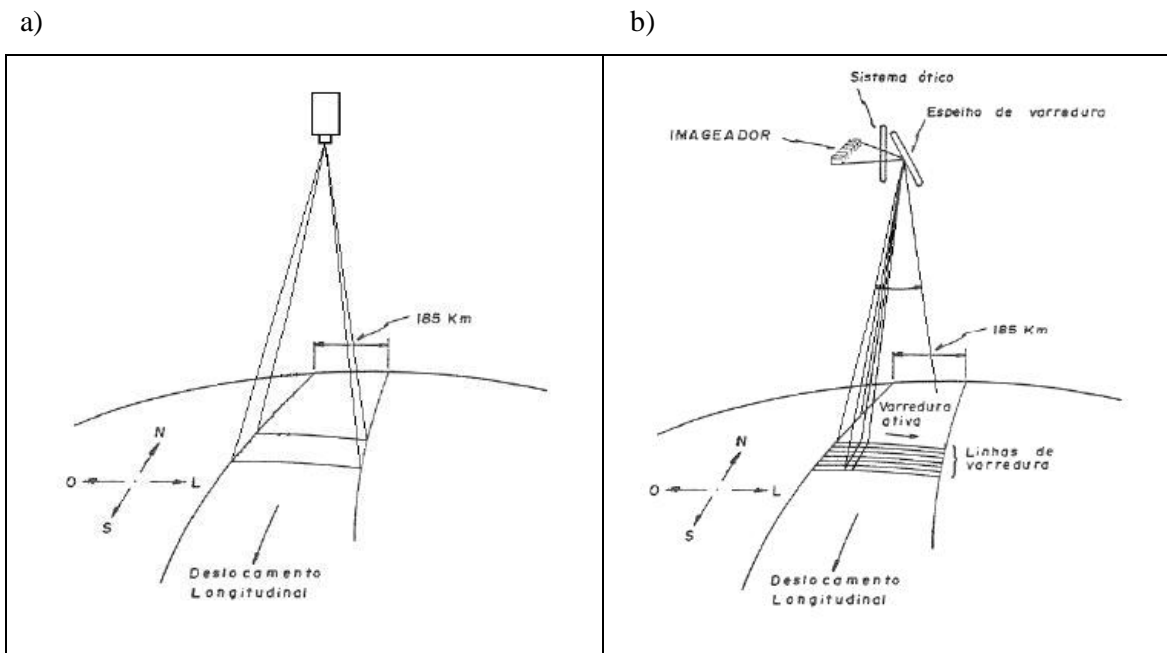 a)
b)
185 Km
N
O
L
S
Deslocamento
Longitudinal
Sistema ótico
Espelho de varredura
IMAGEADOR
185 Km
Varredura
ativa
Linhas de
varredura
N
O
L
S
Deslocamento
Longitudinal